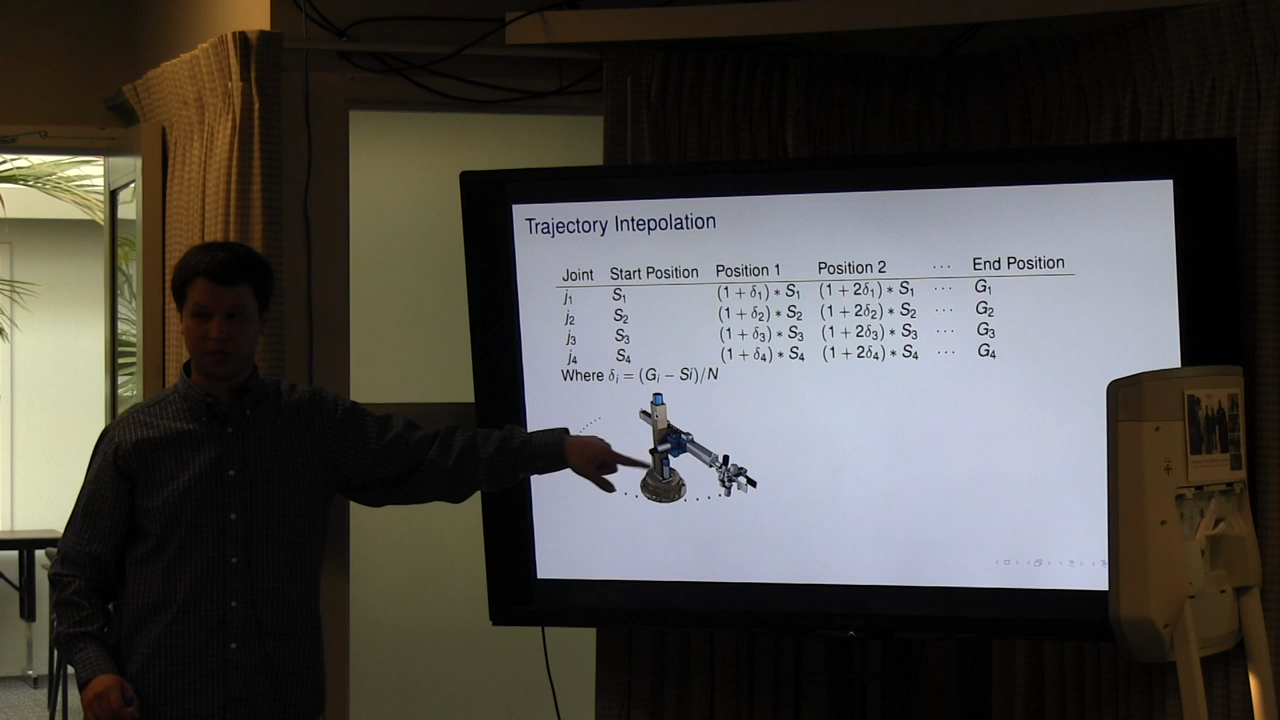 Trajectory Intepolation
Joint Start Position Position 1 Position 2 ⋯ End Position
j₁ S₁ (1 + δ₁) ∗ S₁ (1 + 2δ₁) ∗ S₁ ⋯ G₁
j₂ S₂ (1 + δ₂) ∗ S₂ (1 + 2δ₂) ∗ S₂ ⋯ G₂
j₃ S₃ (1 + δ₃) ∗ S₃ (1 + 2δ₃) ∗ S₃ ⋯ G₃
j₄ S₄ (1 + δ₄) ∗ S₄ (1 + 2δ₄) ∗ S₄ ⋯ G₄
Where δᵢ = (Gᵢ − Si)/N